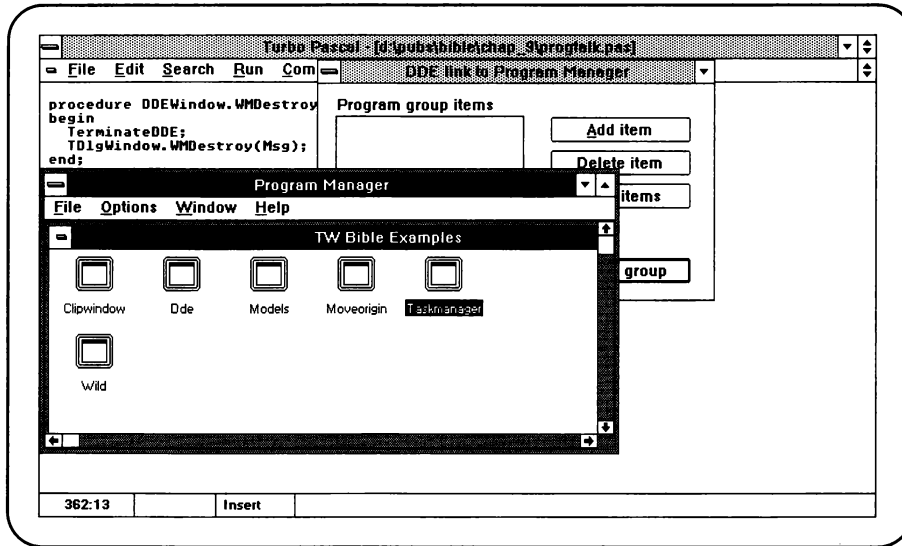 Turbo Pascal - [d:\pubs\bible\chap_9\progtalk.pas]
File Edit Search Run Com
DDE link to Program Manager
procedure DDEWindow.WMDestroy
begin
TerminateDDE;
TDlgWindow.WMDestroy(Msg);
end;
Program group items
Add item
Delete item
items
group
Program Manager
File Options Window Help
TW Bible Examples
Clipwindow Dde Models Moveorigin Taskmanager
Wild
362:13 Insert